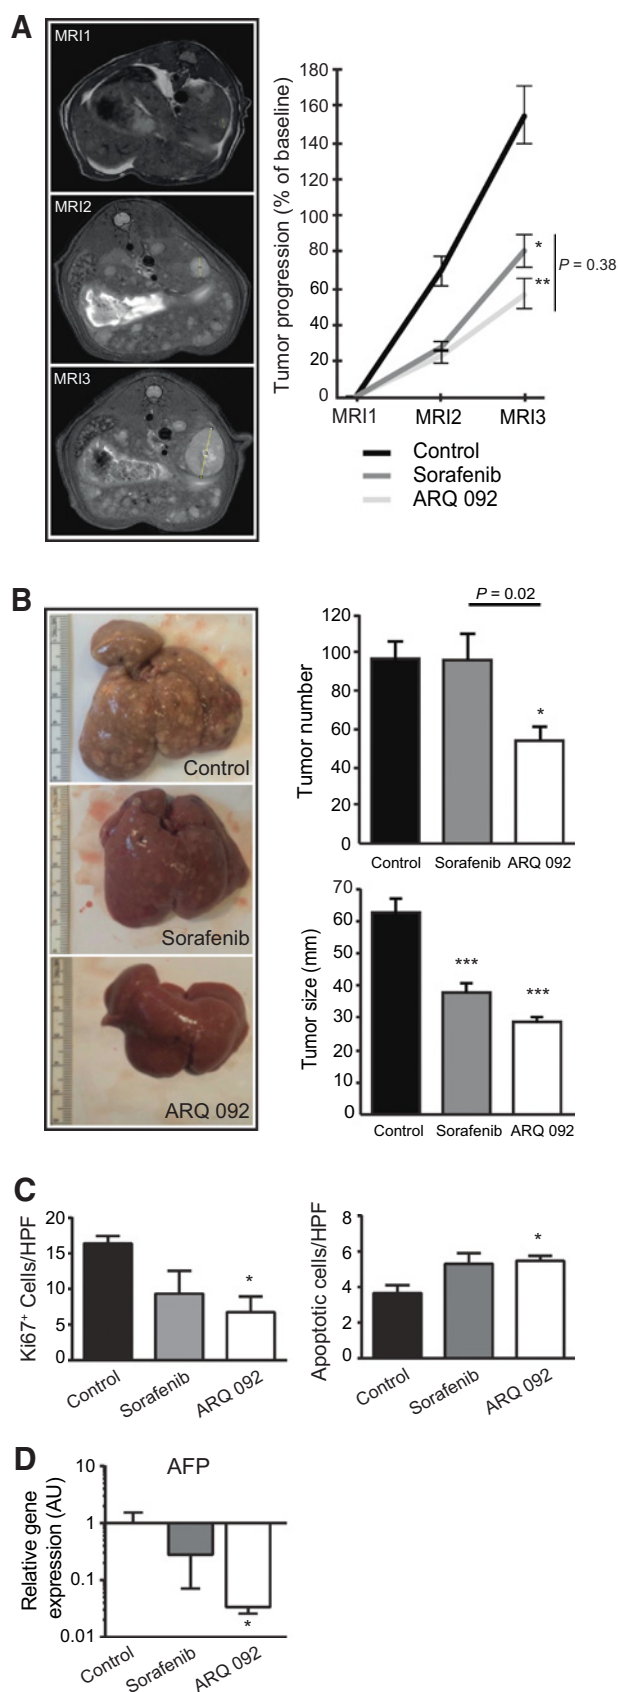 A
MRI1
MRI2
MRI3
Tumor progression (% of baseline)
180
160
140
120
100
80
60
40
20
0
*
**
P = 0.38
MRI1 MRI2 MRI3
Control
Sorafenib
ARQ 092
B
Control
Sorafenib
ARQ 092
P = 0.02
Tumor number
120
100
80
60
40
20
0
*
Control Sorafenib ARQ 092
Tumor size (mm)
70
60
50
40
30
20
10
0
***
***
Control Sorafenib ARQ 092
C
Ki67+ Cells/HPF
20
15
10
5
0
*
Control Sorafenib ARQ 092
Apoptotic cells/HPF
8
6
4
2
0
*
Control Sorafenib ARQ 092
D
AFP
Relative gene
expression (AU)
10
1
0.1
0.01
*
Control Sorafenib ARQ 092